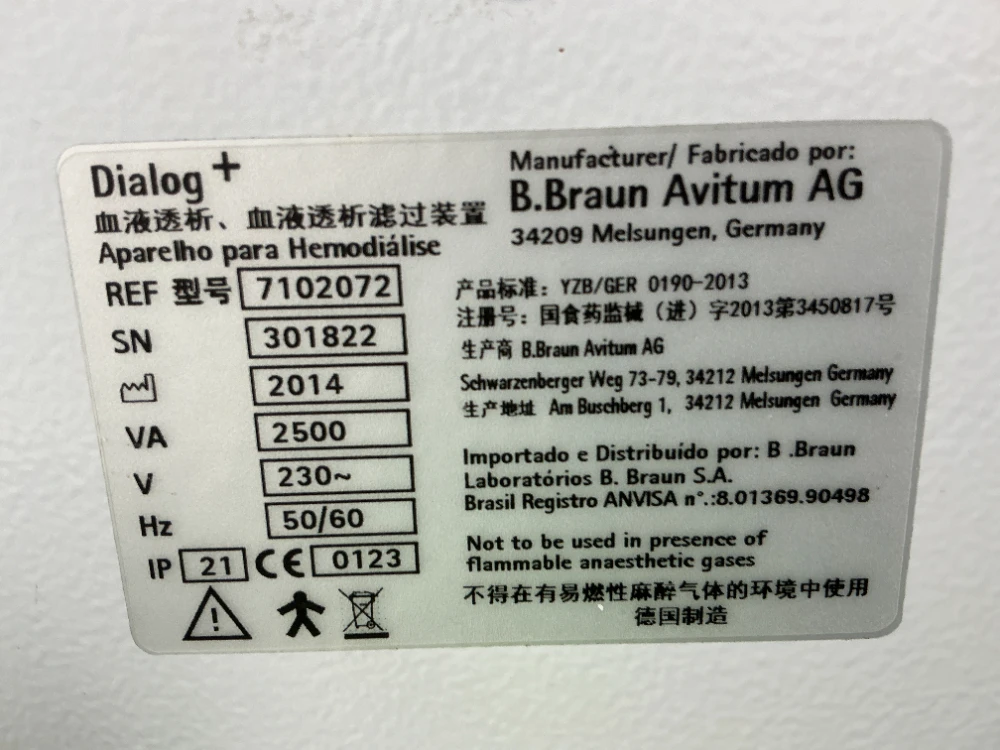 Dialog +
血液透析、血液透析滤过装置
Aparelho para Hemodiálise
REF 型号 7102072
SN 301822
2014
VA 2500
V 230~
Hz 50/60
IP 21 CE 0123
Manufacturer/ Fabricado por:
B.Braun Avitum AG
34209 Melsungen, Germany
产品标准：YZB/GER 0190-2013
注册号：国食药监械（进）字2013第3450817号
生产商 B.Braun Avitum AG
Schwarzenberger Weg 73-79, 34212 Melsungen Germany
生产地址 Am Buschberg 1, 34212 Melsungen Germany
Importado e Distribuído por: B .Braun
Laboratórios B. Braun S.A.
Brasil Registro ANVISA n°.:8.01369.90498
Not to be used in presence of
flammable anaesthetic gases
不得在有易燃性麻醉气体的环境中使用
德国制造